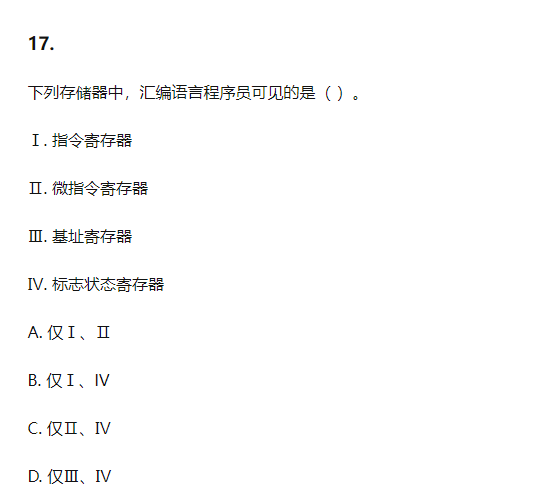 17.
下列存储器中，汇编语言程序员可见的是（ ）。
Ⅰ. 指令寄存器
Ⅱ. 微指令寄存器
Ⅲ. 基址寄存器
Ⅳ. 标志状态寄存器
A. 仅Ⅰ、Ⅱ
B. 仅Ⅰ、Ⅳ
C. 仅Ⅱ、Ⅳ
D. 仅Ⅲ、Ⅳ